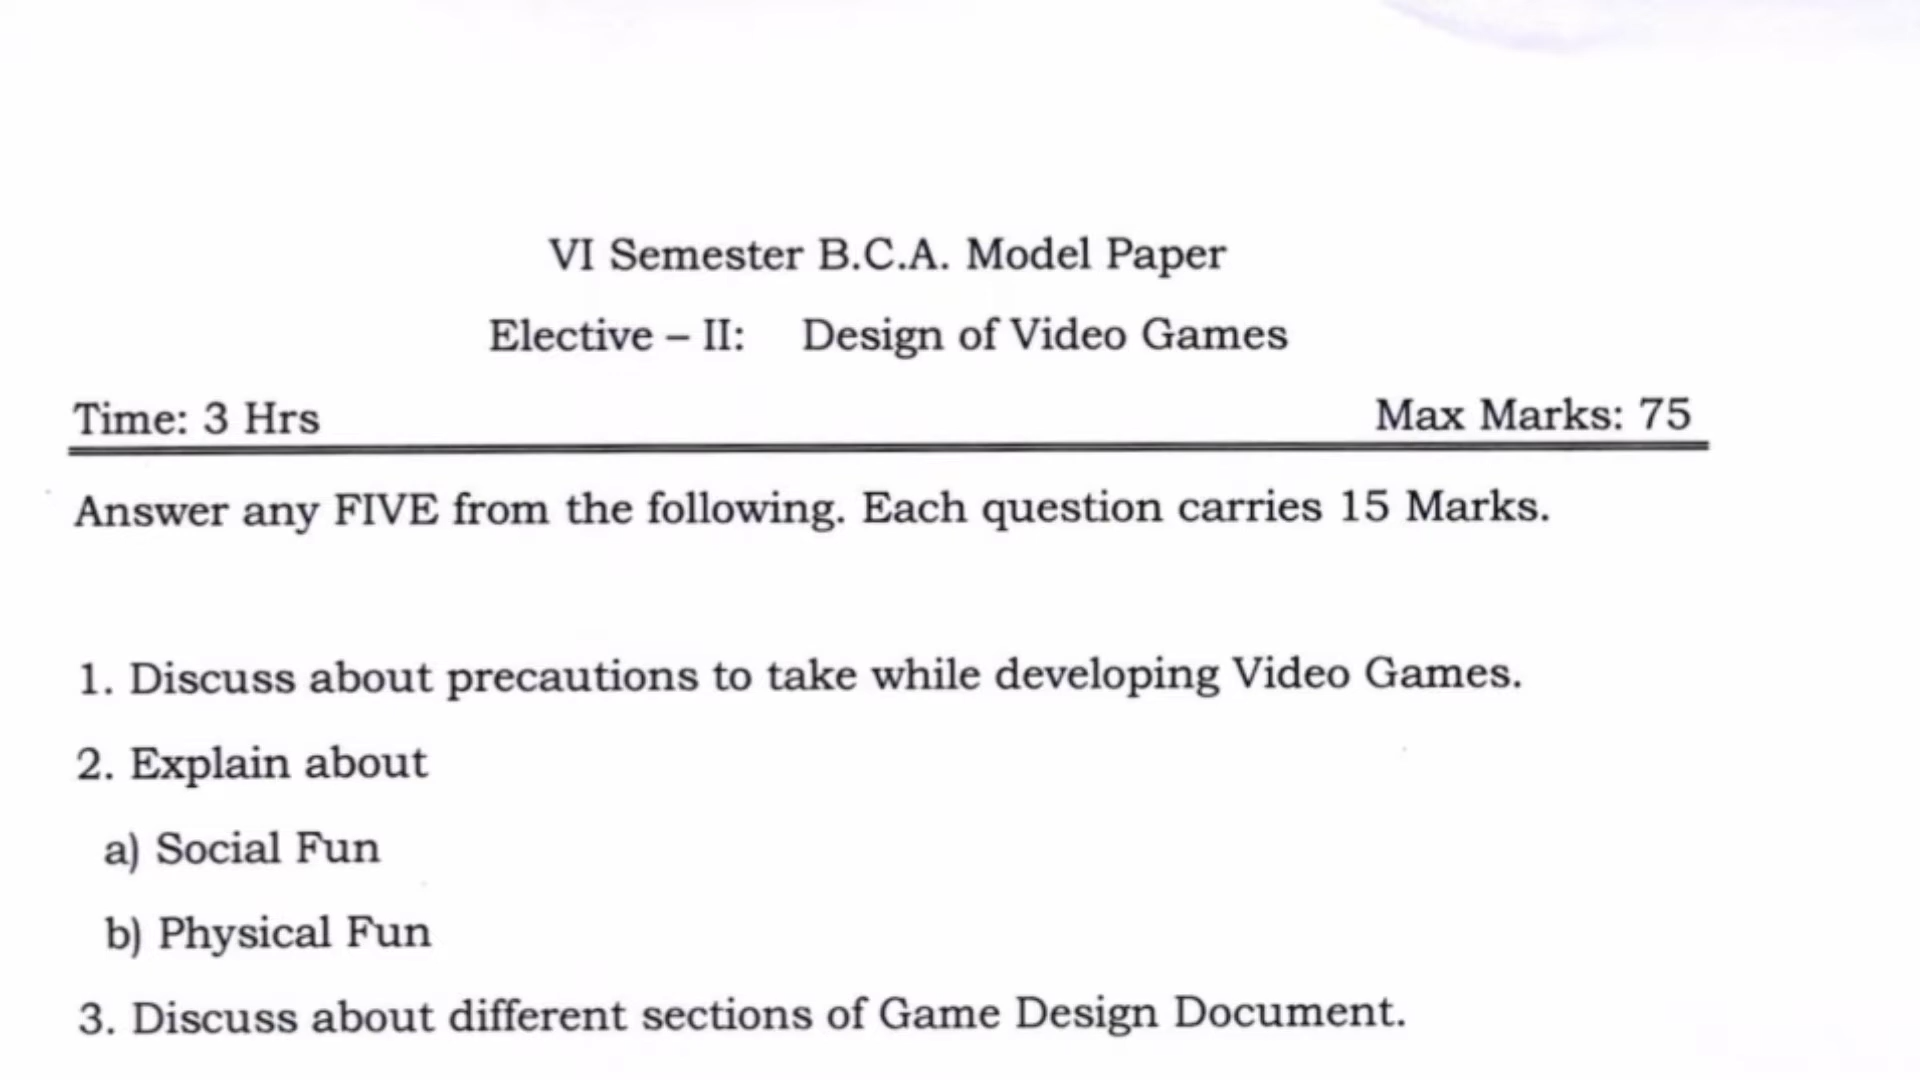 VI Semester B.C.A. Model Paper
Elective – II: Design of Video Games
Time: 3 Hrs Max Marks: 75
Answer any FIVE from the following. Each question carries 15 Marks.
1. Discuss about precautions to take while developing Video Games.
2. Explain about
a) Social Fun
b) Physical Fun
3. Discuss about different sections of Game Design Document.